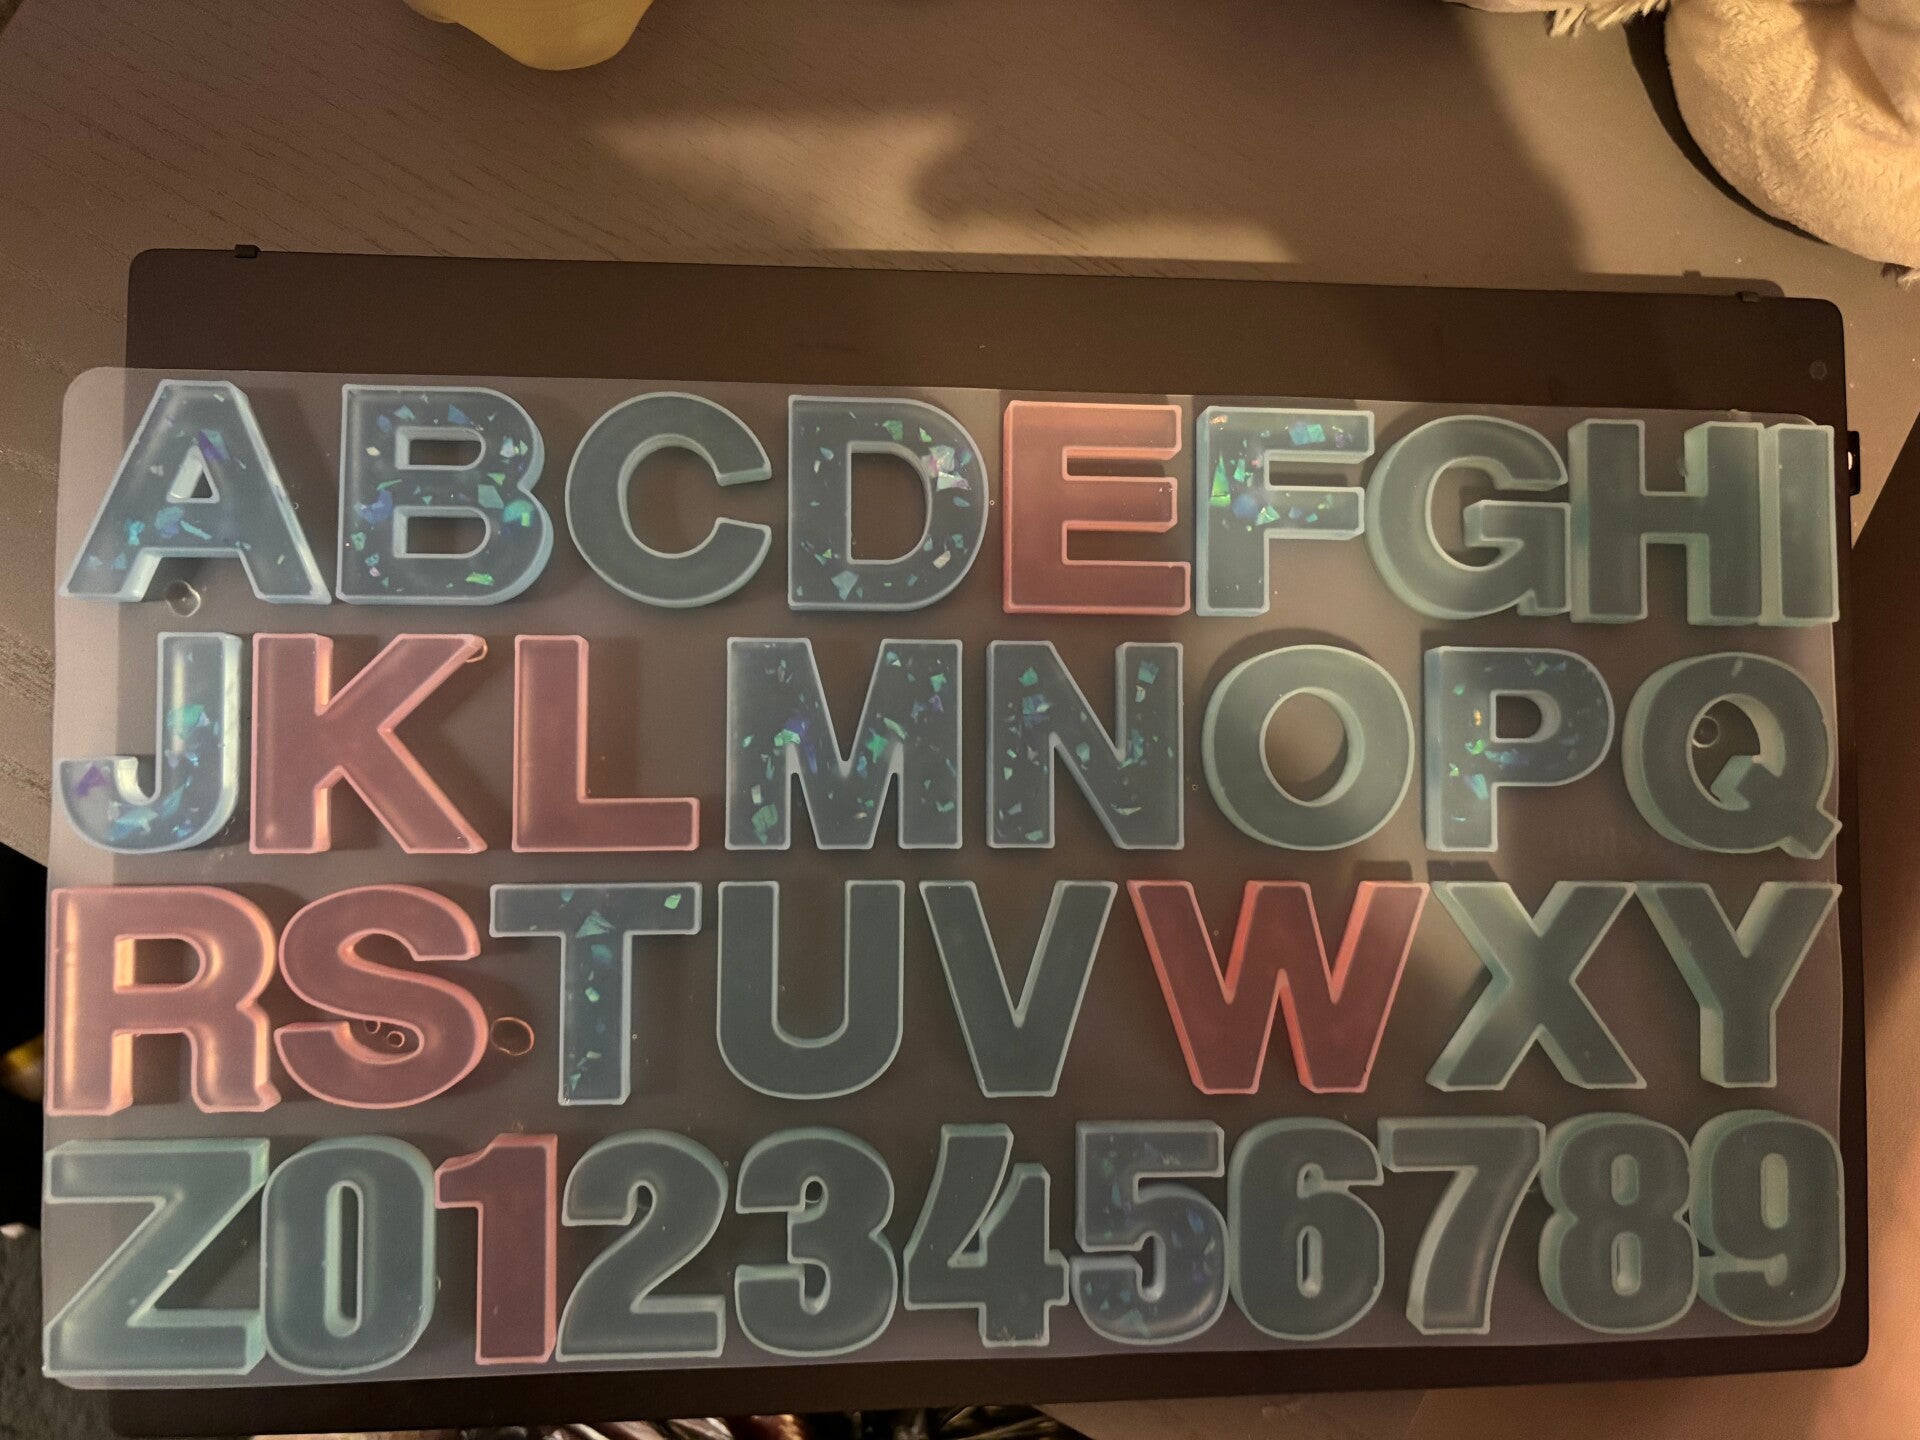 ABCDEFGHI
JKLMNOPQ
RSTUVWXY
Z0123456789